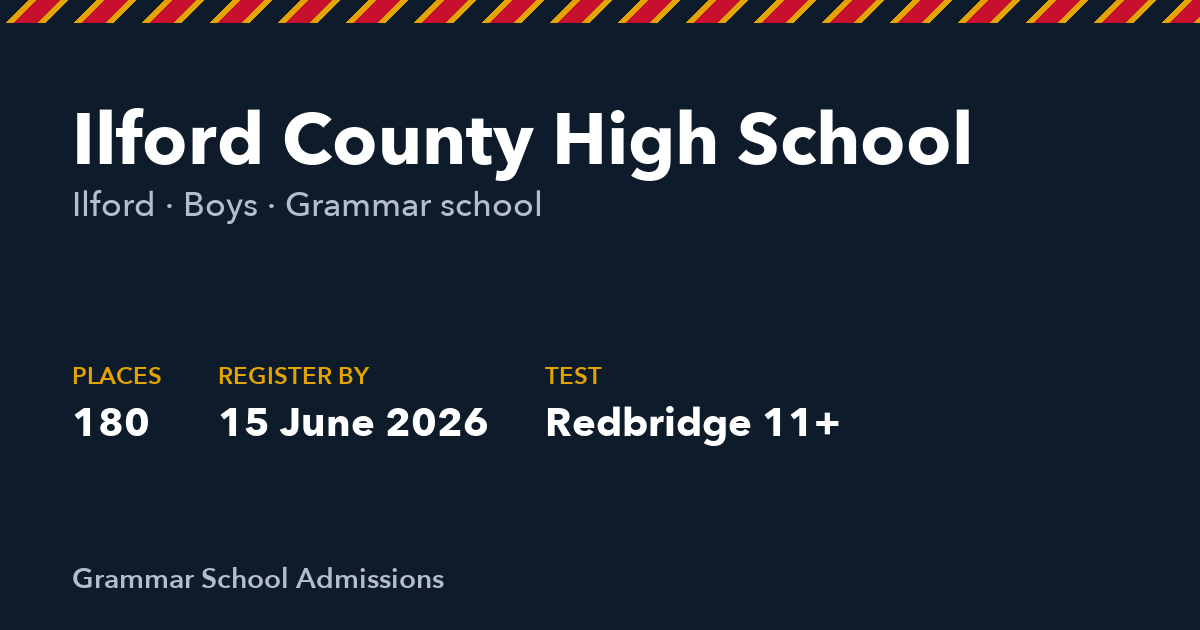 Ilford County High School
Ilford · Boys · Grammar school
PLACES REGISTER BY TEST
180 15 June 2026 Redbridge 11+
Grammar School Admissions